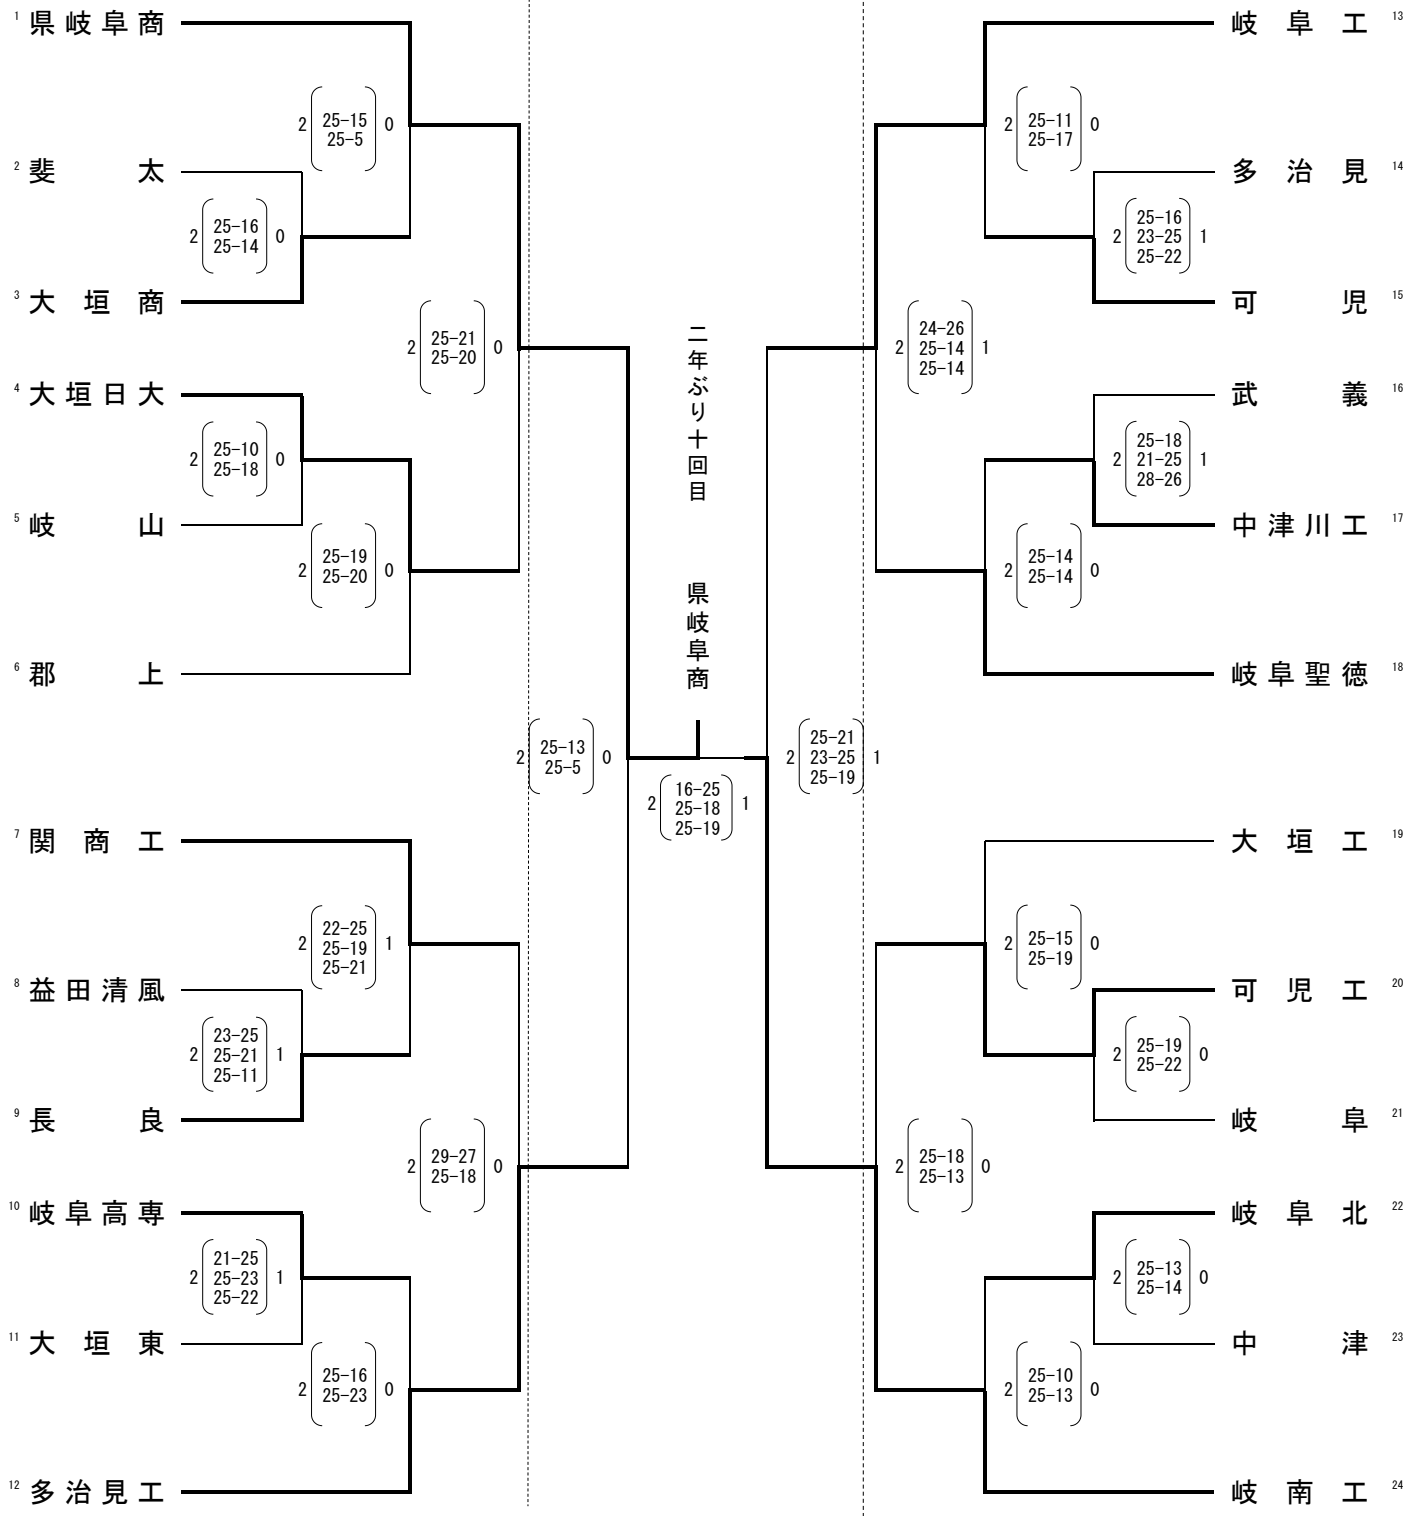 1 県岐阜商
2 ( 25-15 25-5 ) 0
2 斐太
2 ( 25-16 25-14 ) 0
3 大垣商
2 ( 25-21 25-20 ) 0
4 大垣日大
2 ( 25-10 25-18 ) 0
5 岐山
2 ( 25-19 25-20 ) 0
6 郡上
2 ( 25-13 25-5 ) 0
7 関商工
2 ( 22-25 25-19 25-21 ) 1
8 益田清風
2 ( 23-25 25-21 25-11 ) 1
9 長良
2 ( 29-27 25-18 ) 0
10 岐阜高専
2 ( 21-25 25-23 25-22 ) 1
11 大垣東
2 ( 25-16 25-23 ) 0
12 多治見工
二年ぶり十回目 県岐阜商
2 ( 16-25 25-18 25-19 ) 1
岐阜工 13
2 ( 25-11 25-17 ) 0
多治見 14
2 ( 25-16 23-25 25-22 ) 1
可児 15
2 ( 24-26 25-14 25-14 ) 1
武義 16
2 ( 25-18 21-25 28-26 ) 1
中津川工 17
2 ( 25-14 25-14 ) 0
岐阜聖徳 18
2 ( 25-21 23-25 25-19 ) 1
大垣工 19
2 ( 25-15 25-19 ) 0
可児工 20
2 ( 25-19 25-22 ) 0
岐阜 21
2 ( 25-18 25-13 ) 0
岐阜北 22
2 ( 25-13 25-14 ) 0
中津 23
2 ( 25-10 25-13 ) 0
岐南工 24